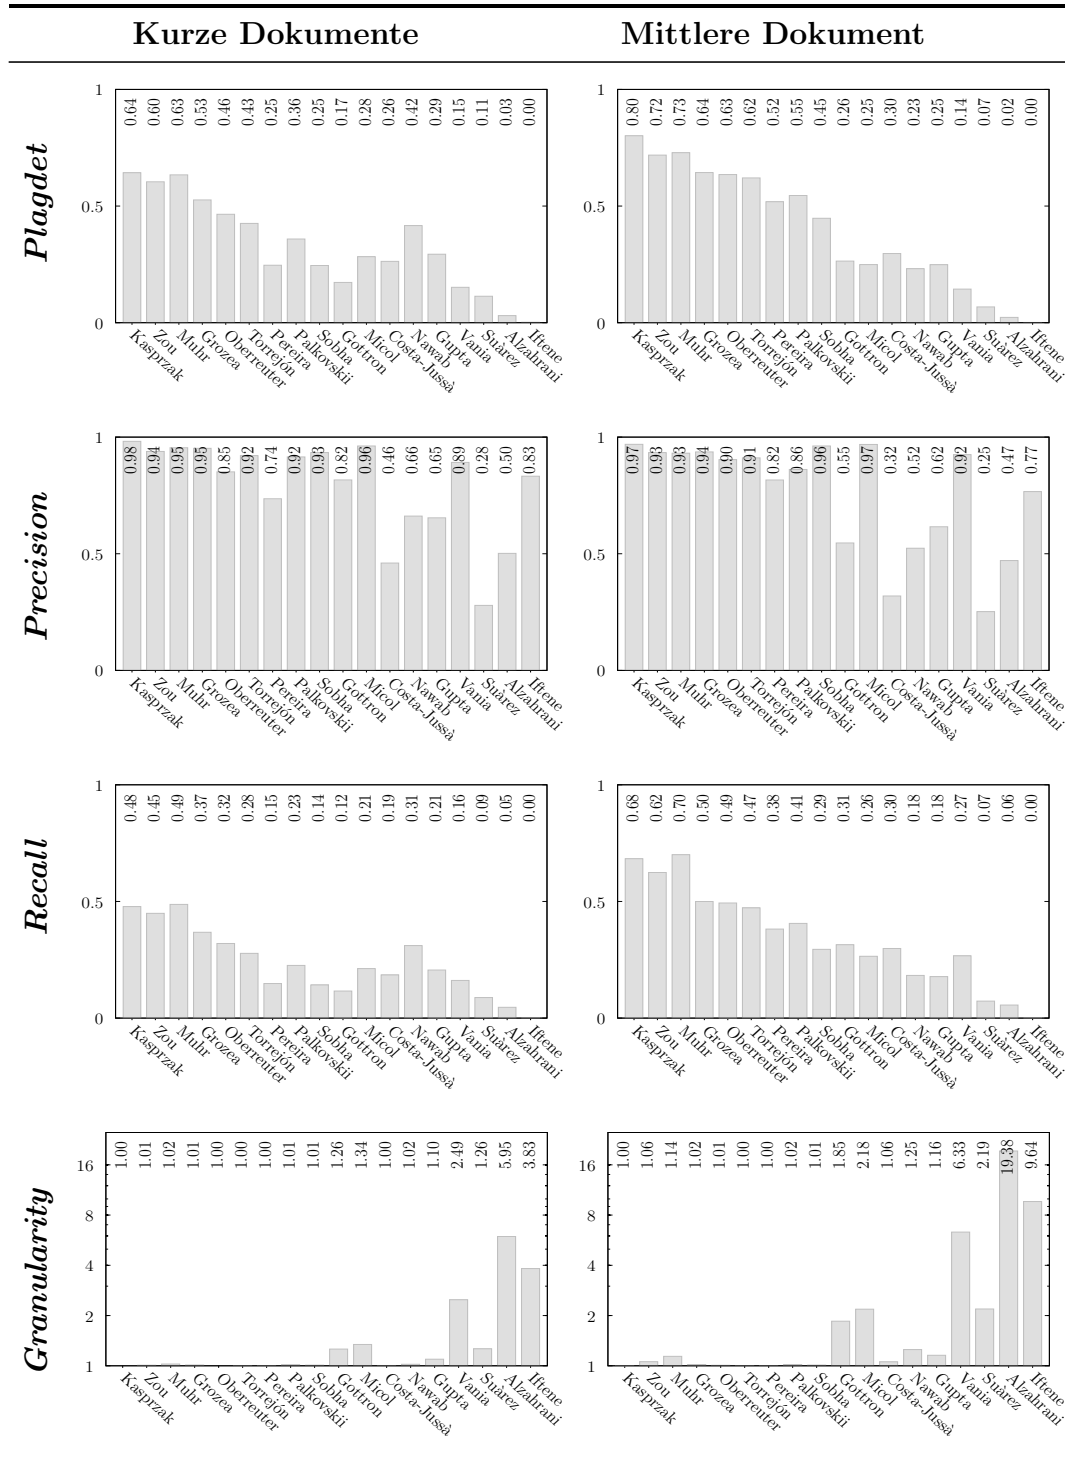 Kurze Dokumente Mittlere Dokument
Plagdet
1
0.5
0
0.64 0.60 0.63 0.53 0.46 0.43 0.25 0.36 0.25 0.17 0.28 0.26 0.42 0.29 0.15 0.11 0.03 0.00
Kasprzak Zou Muhr Grozea Oberreuter Torrejón Pereira Palkovskii Sobha Gottron Micol Costa-Jussà Nawab Gupta Vania Suàrez Alzahrani Iftene
1
0.5
0
0.80 0.72 0.73 0.64 0.63 0.62 0.52 0.55 0.45 0.26 0.25 0.30 0.23 0.25 0.14 0.07 0.02 0.00
Kasprzak Zou Muhr Grozea Oberreuter Torrejón Pereira Palkovskii Sobha Gottron Micol Costa-Jussà Nawab Gupta Vania Suàrez Alzahrani Iftene
Precision
1
0.5
0
0.98 0.94 0.95 0.95 0.85 0.92 0.74 0.92 0.93 0.82 0.96 0.46 0.66 0.65 0.89 0.28 0.50 0.83
Kasprzak Zou Muhr Grozea Oberreuter Torrejón Pereira Palkovskii Sobha Gottron Micol Costa-Jussà Nawab Gupta Vania Suàrez Alzahrani Iftene
1
0.5
0
0.97 0.93 0.93 0.94 0.90 0.91 0.82 0.86 0.96 0.55 0.97 0.32 0.52 0.62 0.92 0.25 0.47 0.77
Kasprzak Zou Muhr Grozea Oberreuter Torrejón Pereira Palkovskii Sobha Gottron Micol Costa-Jussà Nawab Gupta Vania Suàrez Alzahrani Iftene
Recall
1
0.5
0
0.48 0.45 0.49 0.37 0.32 0.28 0.15 0.23 0.14 0.12 0.21 0.19 0.31 0.21 0.16 0.09 0.05 0.00
Kasprzak Zou Muhr Grozea Oberreuter Torrejón Pereira Palkovskii Sobha Gottron Micol Costa-Jussà Nawab Gupta Vania Suàrez Alzahrani Iftene
1
0.5
0
0.68 0.62 0.70 0.50 0.49 0.47 0.38 0.41 0.29 0.31 0.26 0.30 0.18 0.18 0.27 0.07 0.06 0.00
Kasprzak Zou Muhr Grozea Oberreuter Torrejón Pereira Palkovskii Sobha Gottron Micol Costa-Jussà Nawab Gupta Vania Suàrez Alzahrani Iftene
Granularity
16
8
4
2
1
1.00 1.01 1.02 1.01 1.00 1.00 1.00 1.01 1.01 1.26 1.34 1.00 1.02 1.10 2.49 1.26 5.95 3.83
Kasprzak Zou Muhr Grozea Oberreuter Torrejón Pereira Palkovskii Sobha Gottron Micol Costa-Jussà Nawab Gupta Vania Suàrez Alzahrani Iftene
16
8
4
2
1
1.00 1.06 1.14 1.02 1.01 1.00 1.00 1.02 1.01 1.85 2.18 1.06 1.25 1.16 6.33 2.19 19.38 9.64
Kasprzak Zou Muhr Grozea Oberreuter Torrejón Pereira Palkovskii Sobha Gottron Micol Costa-Jussà Nawab Gupta Vania Suàrez Alzahrani Iftene